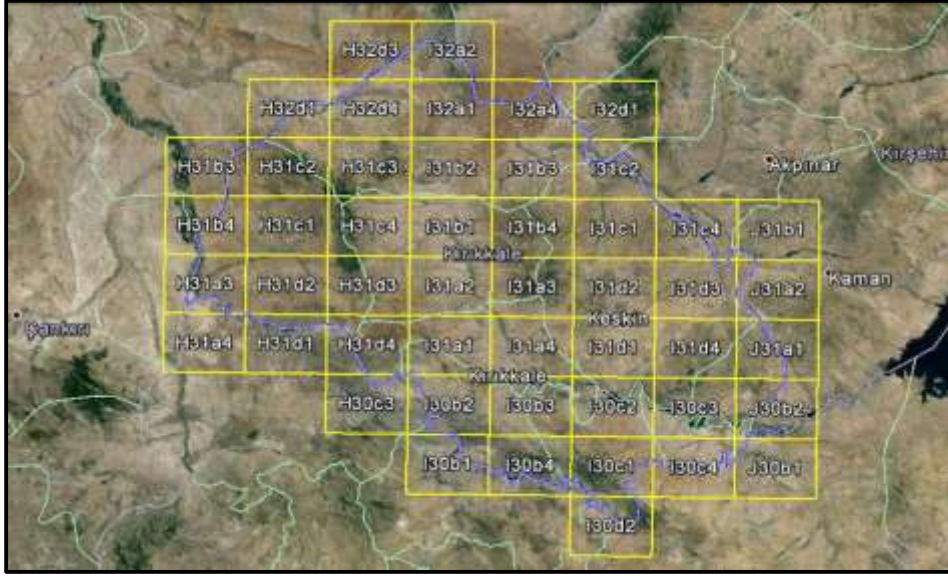 H32d3 I32a2
H32d1 H32d4 I32a1 I32a4 I32d1
H31b3 H31c2 H31c3 I31b2 I31b3 I31c2 Akpınar Kırşehir
H31b4 H31c1 H31c4 I31b1 I31b4 I31c1 I31c4 J31b1
Kırıkkale
H31a3 H31d2 H31d3 I31a2 I31a3 I31d2 I31d3 J31a2 Kaman
Çankırı Keskin
H31a4 H31d1 H31d4 I31a1 I31a4 I31d1 I31d4 J31a1
Kırıkkale
H30c3 I30b2 I30b3 I30c2 I30c3 J30b2
I30b1 I30b4 I30c1 I30c4 J30b1
I30d2